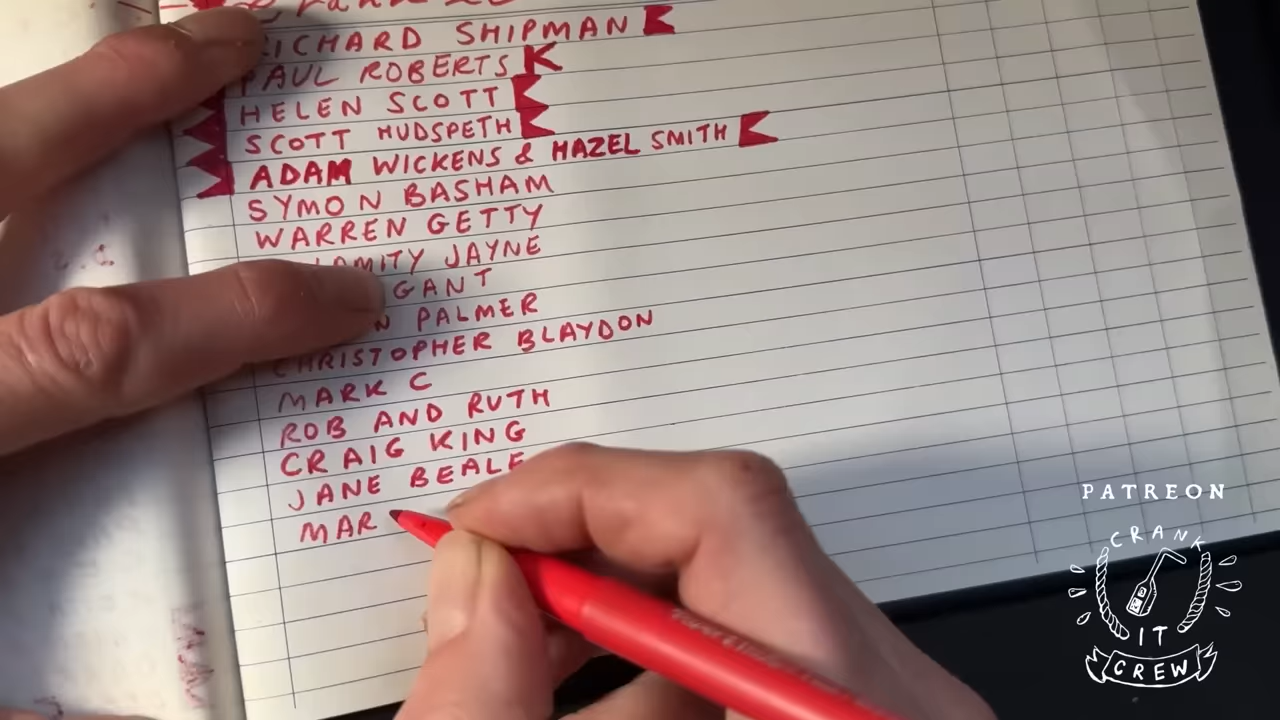 RICHARD SHIPMAN
PAUL ROBERTS
HELEN SCOTT
SCOTT HUDSPETH
ADAM WICKENS & HAZEL SMITH
SYMON BASHAM
WARREN GETTY
JAYNE
GANT
PALMER
CHRISTOPHER BLAYDON
MARK C
ROB AND RUTH
CRAIG KING
JANE BEALE
MAR
PATREON
CRANK
IT
CREW